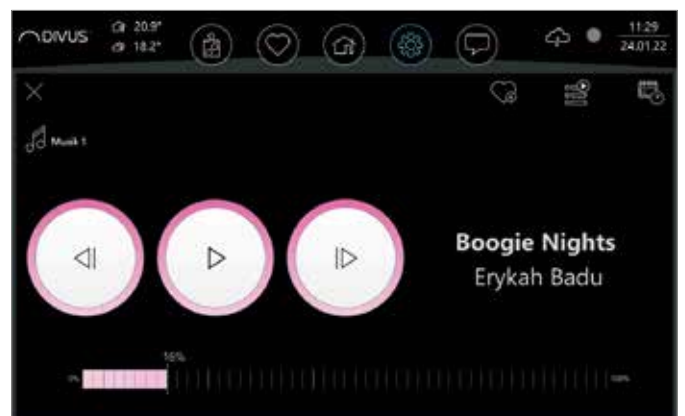 DIVUS
20.9°
18.2°
11:29
24.01.22
Musik 1
Boogie Nights
Erykah Badu
16%
0%
100%